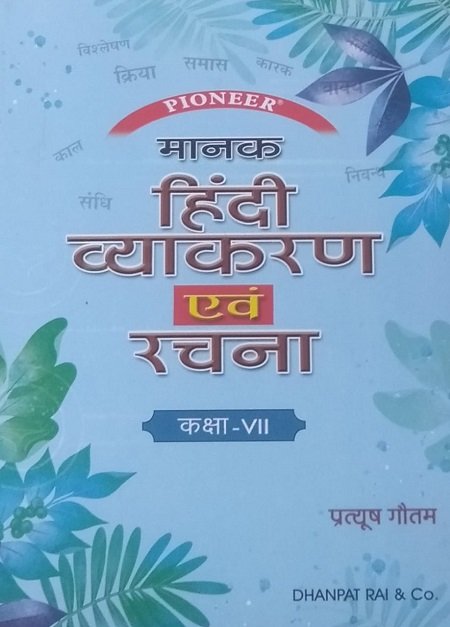 विश्लेषण
क्रिया समास कारक
वाक्य
PIONEER®
काल
मानक
निबन्ध
संधि
हिंदी
व्याकरण
एवं
रचना
कक्षा -VII
प्रत्यूष गौतम
DHANPAT RAI & Co.